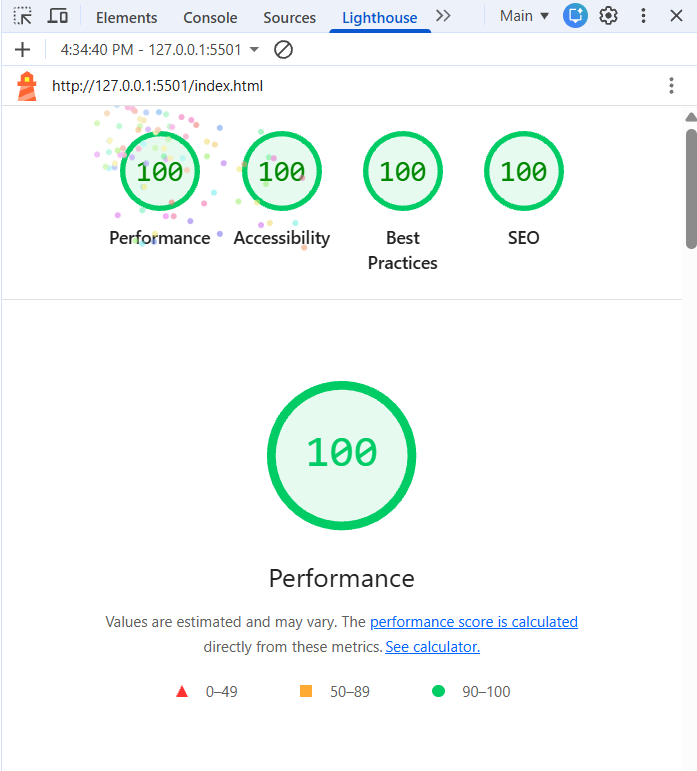 Elements Console Sources Lighthouse Main
4:34:40 PM - 127.0.0.1:5501
http://127.0.0.1:5501/index.html
100 100 100 100
Performance Accessibility Best Practices SEO
100
Performance
Values are estimated and may vary. The performance score is calculated
directly from these metrics. See calculator.
0–49 50–89 90–100